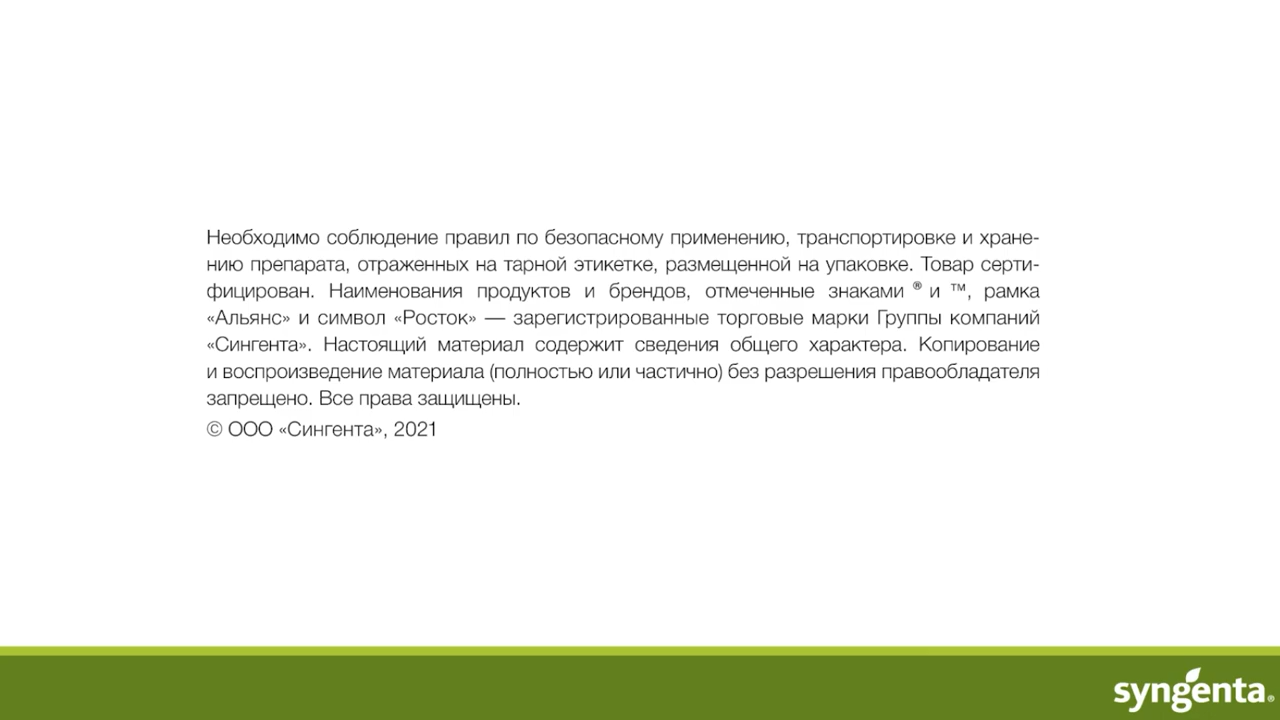 Необходимо соблюдение правил по безопасному применению, транспортировке и хране-
нию препарата, отраженных на тарной этикетке, размещенной на упаковке. Товар серти-
фицирован. Наименования продуктов и брендов, отмеченные знаками ® и ™, рамка
«Альянс» и символ «Росток» — зарегистрированные торговые марки Группы компаний
«Сингента». Настоящий материал содержит сведения общего характера. Копирование
и воспроизведение материала (полностью или частично) без разрешения правообладателя
запрещено. Все права защищены.
© ООО «Сингента», 2021
syngenta®